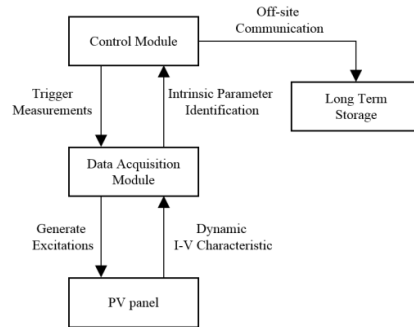 Off-site
Communication
Control Module
Trigger
Measurements
Intrinsic Parameter
Identification
Long Term
Storage
Data Acquisition
Module
Generate
Excitations
Dynamic
I-V Characteristic
PV panel